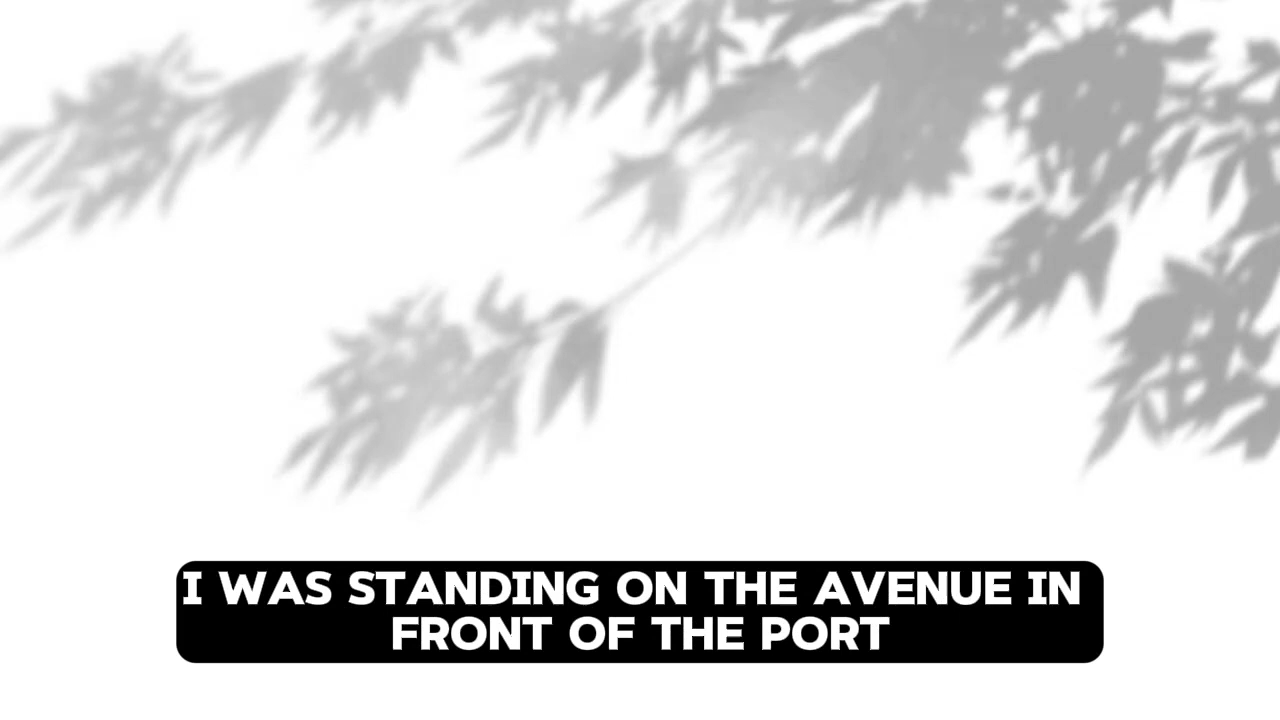 I WAS STANDING ON THE AVENUE IN
FRONT OF THE PORT